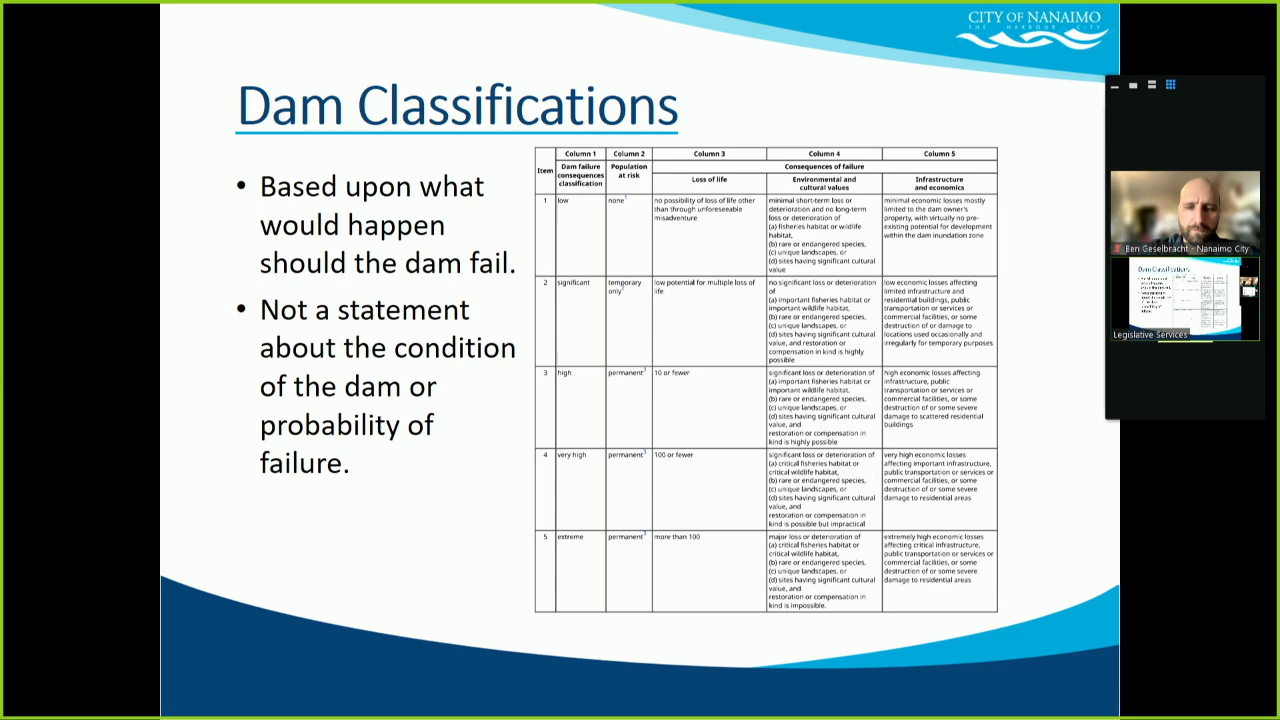 CITY OF NANAIMO
THE HARBOUR CITY
Dam Classifications
• Based upon what
would happen
should the dam fail.
• Not a statement
about the condition
of the dam or
probability of
failure.
Item
Column 1
Column 2
Column 3
Column 4
Column 5
Dam failure
consequences
classification
Population
at risk
Consequences of failure
Loss of life
Environmental and
cultural values
Infrastructure
and economics
1
low
none1
no possibility of loss of life other
than through unforeseeable
misadventure
minimal short-term loss or
deterioration and no long-term
loss or deterioration of
(a) fisheries habitat or wildlife
habitat,
(b) rare or endangered species,
(c) unique landscapes, or
(d) sites having significant cultural
value
minimal economic losses mostly
limited to the dam owner's
property, with virtually no pre-
existing potential for development
within the dam inundation zone
2
significant
temporary
only2
low potential for multiple loss of
life
no significant loss or deterioration
of
(a) important fisheries habitat or
important wildlife habitat,
(b) rare or endangered species,
(c) unique landscapes, or
(d) sites having significant cultural
value, and restoration or
compensation in kind is highly
possible
low economic losses affecting
limited infrastructure and
residential buildings, public
transportation or services or
commercial facilities, or some
destruction of or damage to
locations used occasionally and
irregularly for temporary purposes
3
high
permanent3
10 or fewer
significant loss or deterioration of
(a) important fisheries habitat or
important wildlife habitat,
(b) rare or endangered species,
(c) unique landscapes, or
(d) sites having significant cultural
value, and
restoration or compensation in
kind is highly possible
high economic losses affecting
infrastructure, public
transportation or services or
commercial facilities, or some
destruction of or some severe
damage to scattered residential
buildings
4
very high
permanent3
100 or fewer
significant loss or deterioration of
(a) critical fisheries habitat or
critical wildlife habitat,
(b) rare or endangered species,
(c) unique landscapes, or
(d) sites having significant cultural
value, and
restoration or compensation in
kind is possible but impractical
very high economic losses
affecting important infrastructure,
public transportation or services or
commercial facilities, or some
destruction of or some severe
damage to residential areas
5
extreme
permanent3
more than 100
major loss or deterioration of
(a) critical fisheries habitat or
critical wildlife habitat,
(b) rare or endangered species,
(c) unique landscapes, or
(d) sites having significant cultural
value, and
restoration or compensation in
kind is impossible.
extremely high economic losses
affecting critical infrastructure,
public transportation or services or
commercial facilities, or some
destruction of or some severe
damage to residential areas
Ben Geselbracht - Nanaimo City
Dam Classifications
Legislative Services